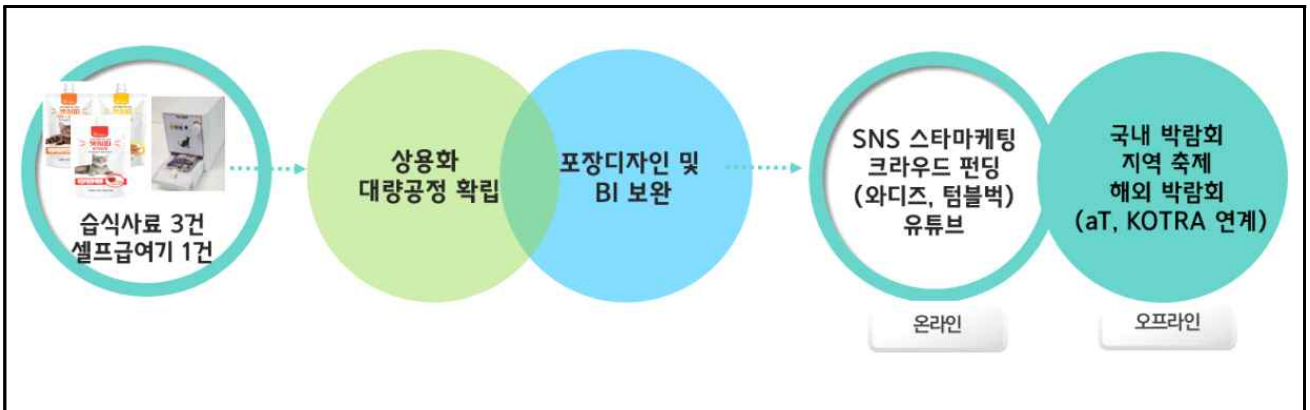 습식사료 3건
셀프급여기 1건
상용화
대량공정 확립
포장디자인 및
BI 보완
SNS 스타마케팅
크라우드 펀딩
(와디즈, 텀블벅)
유튜브
온라인
국내 박람회
지역 축제
해외 박람회
(aT, KOTRA 연계)
오프라인